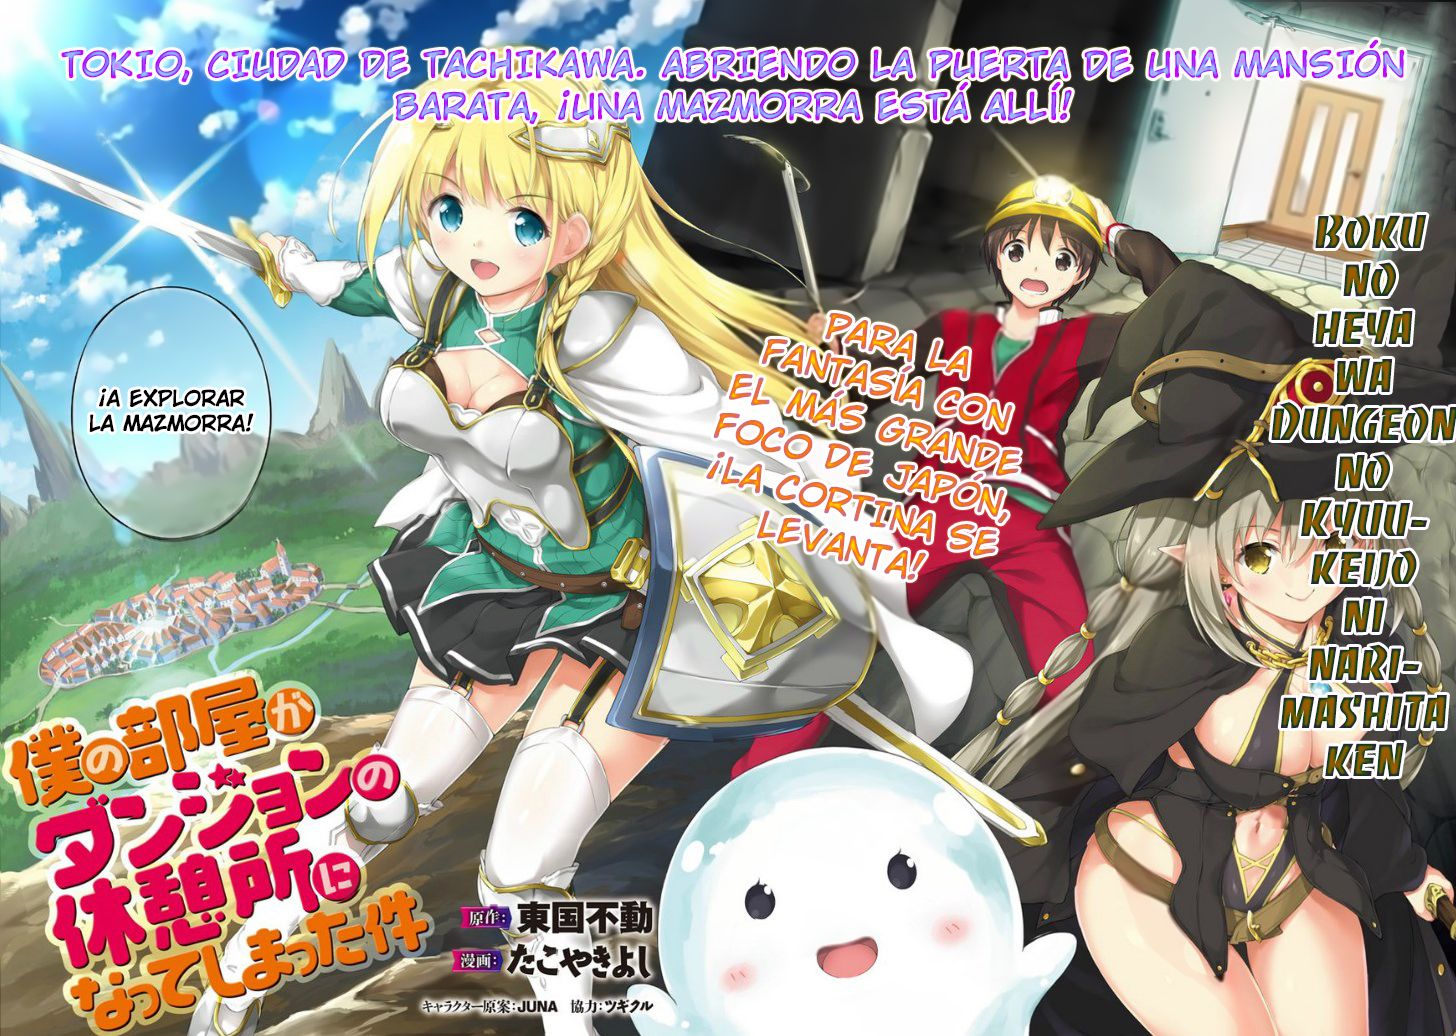 TOKIO, CIUDAD DE TACHIKAWA. ABRIENDO LA PUERTA DE UNA MANSIÓN
BARATA, ¡UNA MAZMORRA ESTÁ ALLÍ!
¡A EXPLORAR
LA MAZMORRA!
PARA LA
FANTASÍA CON
EL MÁS GRANDE
FOCO DE JAPÓN,
¡LA CORTINA SE
LEVANTA!
BOKU
NO
HEYA
WA
DUNGEON
NO
KYUU-
KEIJO
NI
NARI-
MASHITA
KEN
僕の部屋が
ダンジョンの
休憩所に
なってしまった件
原作:東国不動
漫画:たこやきよし
キャラクター原案:JUNA 協力:ツギクル